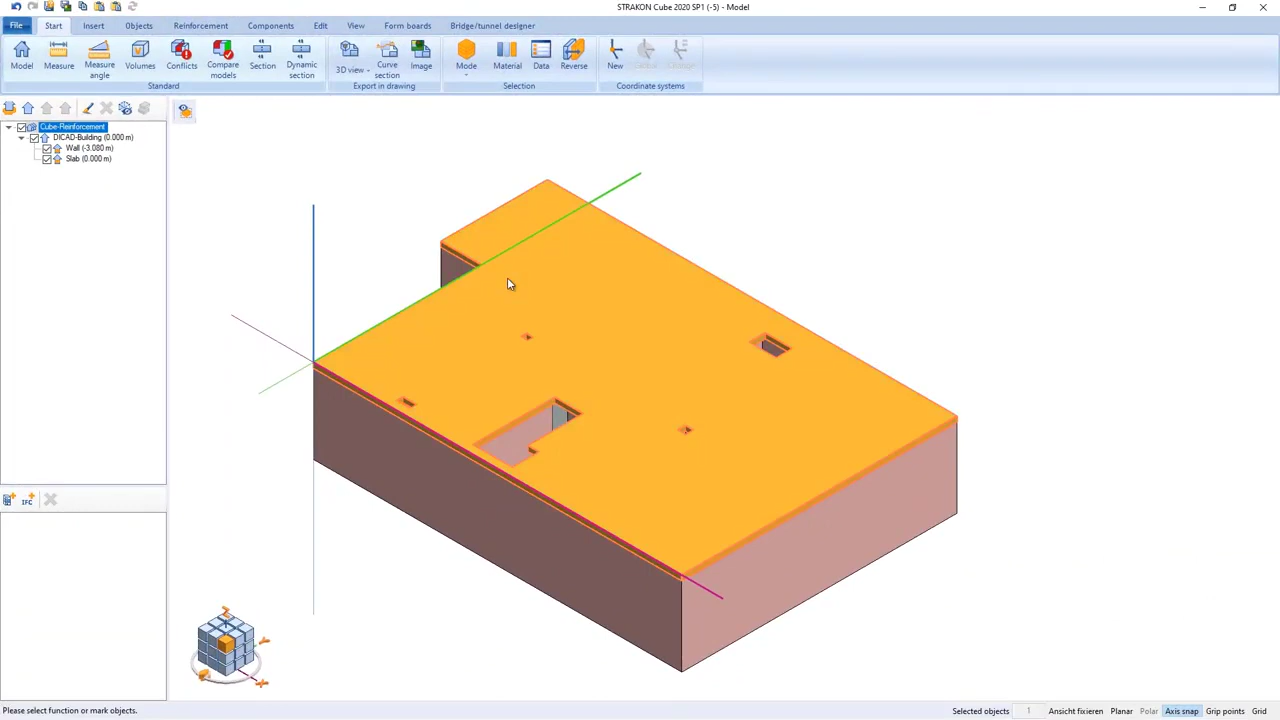 STRAKON Cube 2020 SP1 (-5) - Model
File Start Insert Objects Reinforcement Components Edit View Form boards Bridge/tunnel designer
Model Measure Measure angle Volumes Conflicts Compare models Section Dynamic section 3D view Curve section Image Mode Material Data Reverse New
Standard Export in drawing Selection Coordinate systems
Cube-Reinforcement
DICAD-Building (0.000 m)
Wall (-3.080 m)
Slab (0.000 m)
IFC
Please select function or mark objects. Selected objects 1 Ansicht fixieren Planar Polar Axis snap Grip points Grid